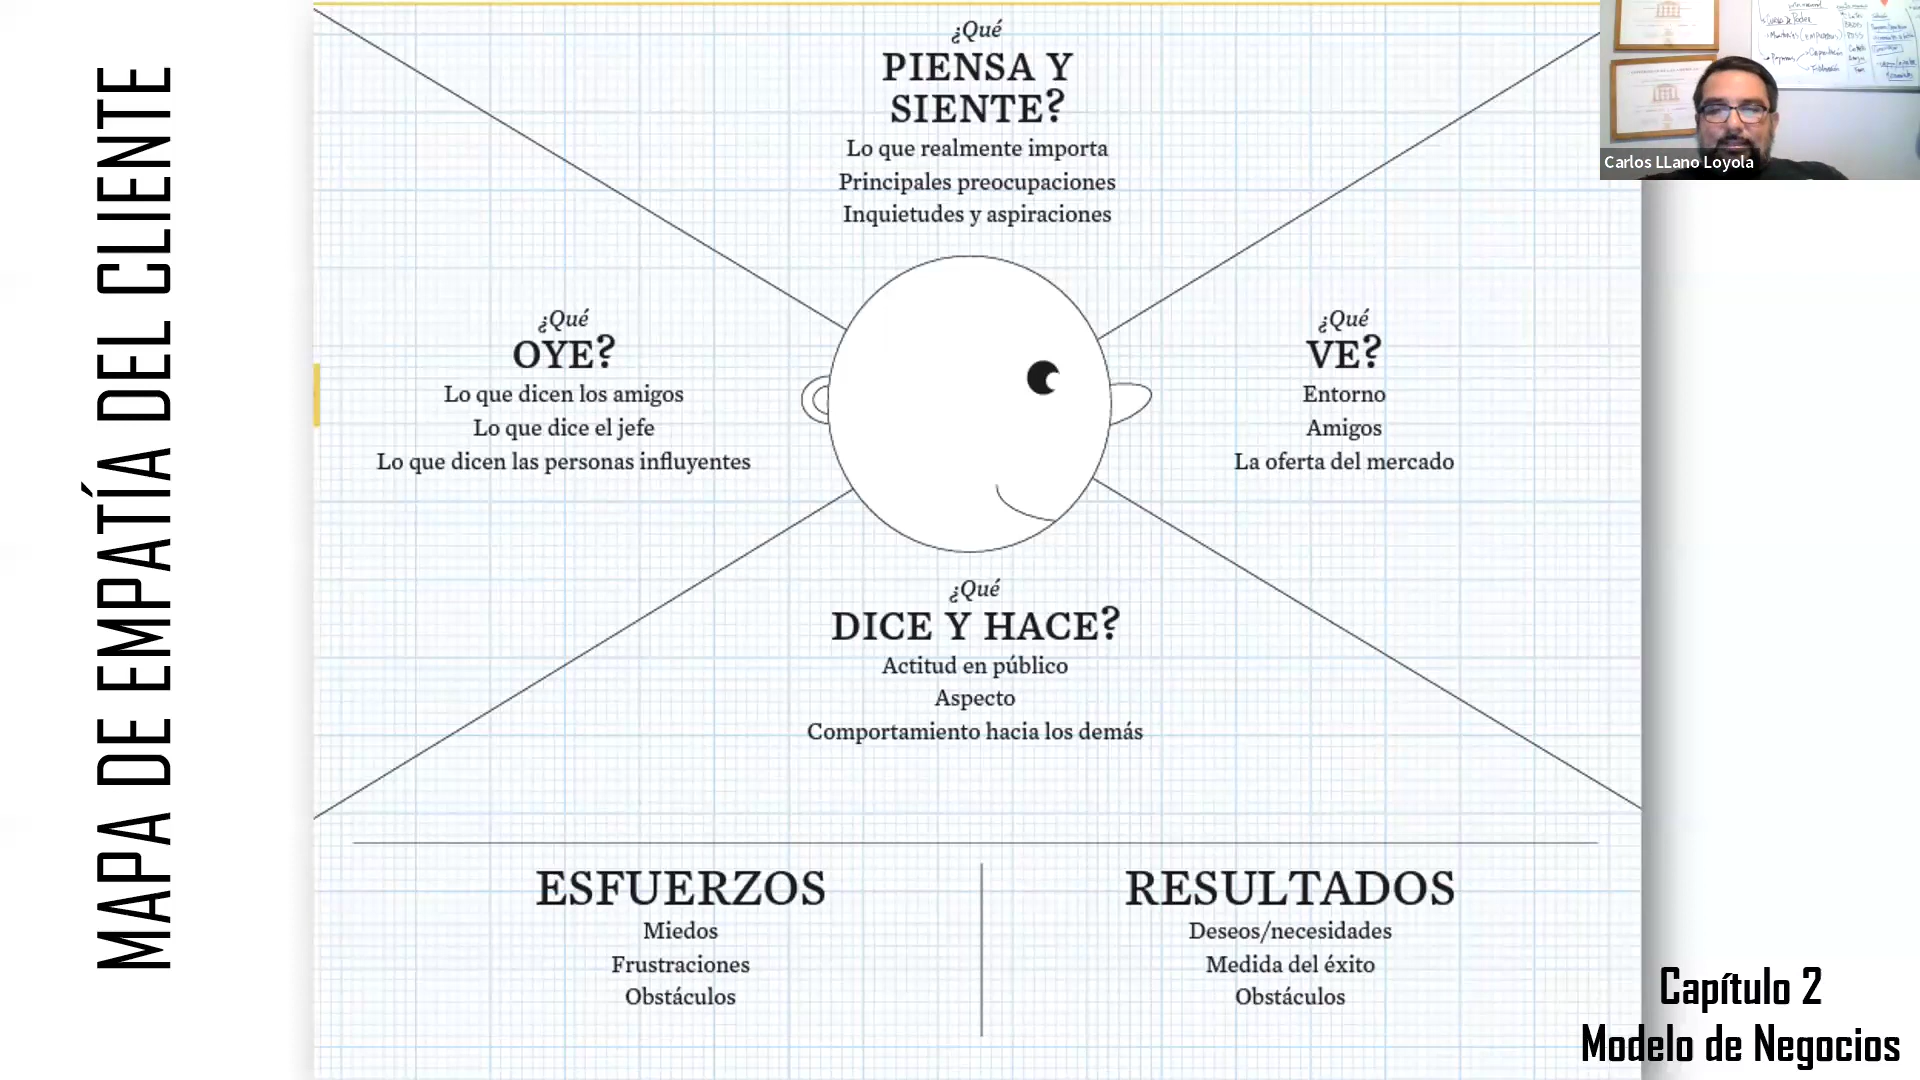 MAPA DE EMPATÍA DEL CLIENTE
¿Qué
PIENSA Y
SIENTE?
Lo que realmente importa
Principales preocupaciones
Inquietudes y aspiraciones
¿Qué
OYE?
Lo que dicen los amigos
Lo que dice el jefe
Lo que dicen las personas influyentes
¿Qué
VE?
Entorno
Amigos
La oferta del mercado
¿Qué
DICE Y HACE?
Actitud en público
Aspecto
Comportamiento hacia los demás
ESFUERZOS
Miedos
Frustraciones
Obstáculos
RESULTADOS
Deseos/necesidades
Medida del éxito
Obstáculos
Carlos LLano Loyola
Capítulo 2
Modelo de Negocios